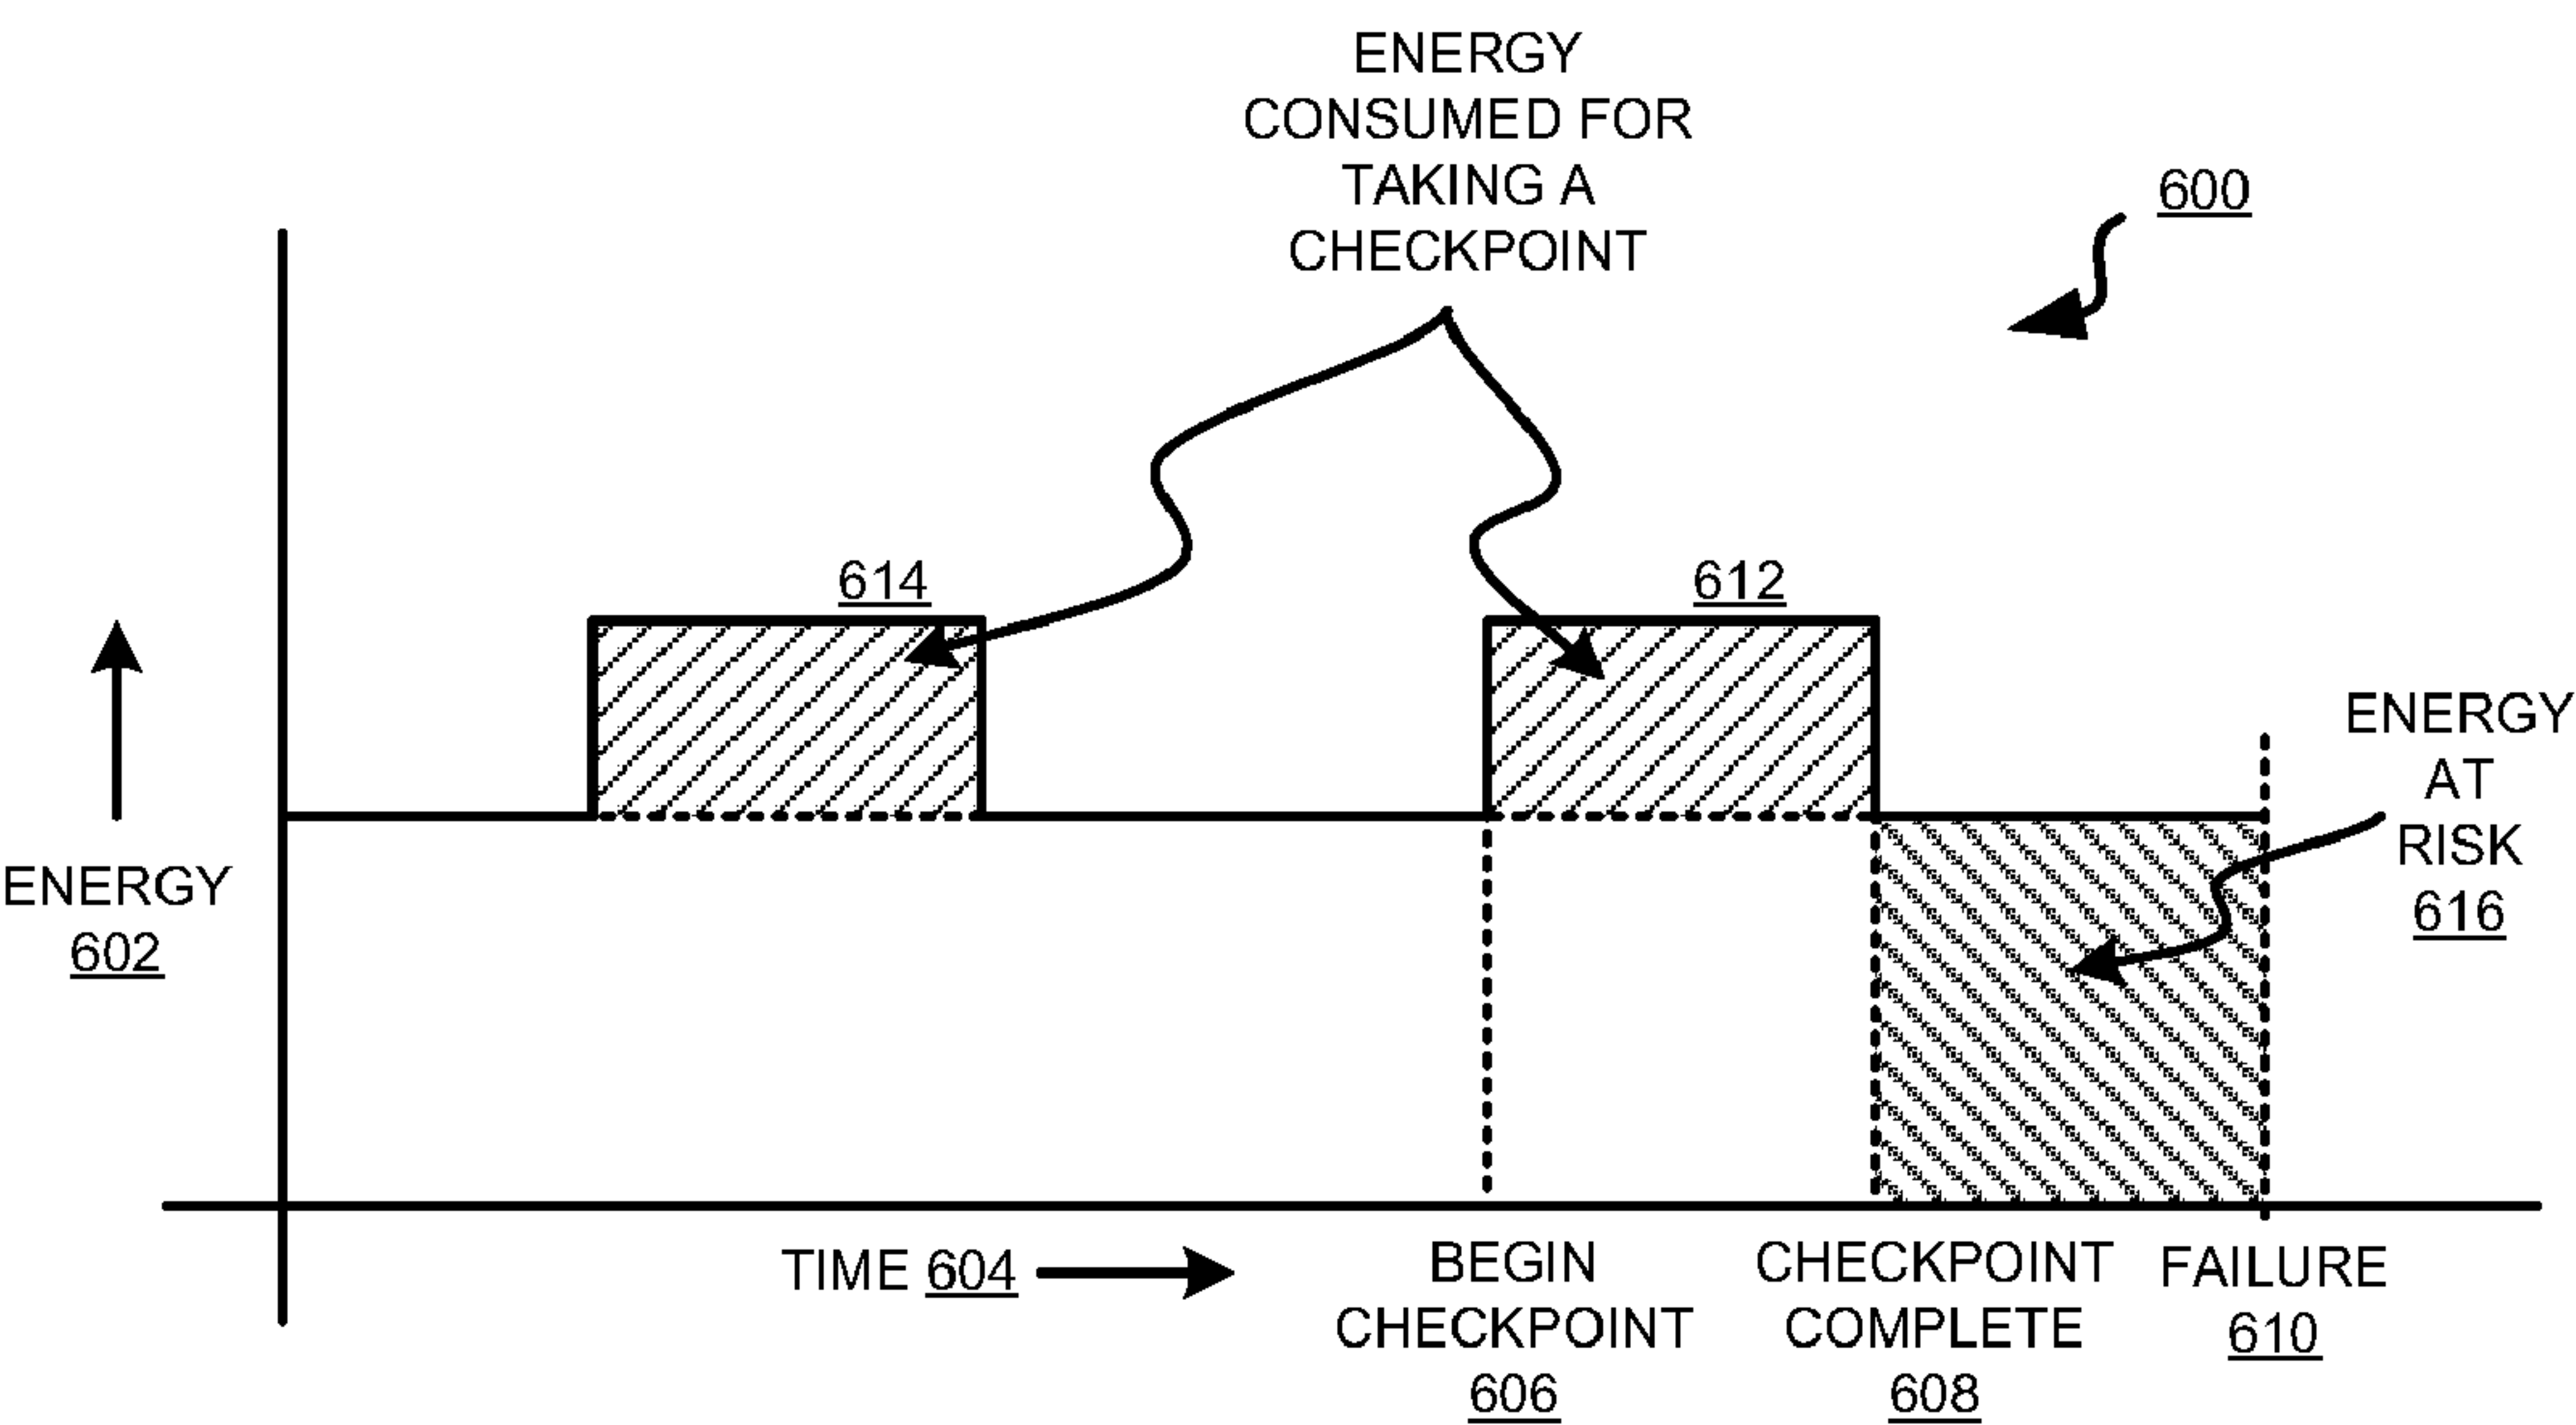 ENERGY
CONSUMED FOR
TAKING A
CHECKPOINT
600
614
612
ENERGY
AT
RISK
616
ENERGY
602
TIME 604
BEGIN
CHECKPOINT
606
CHECKPOINT
COMPLETE
608
FAILURE
610